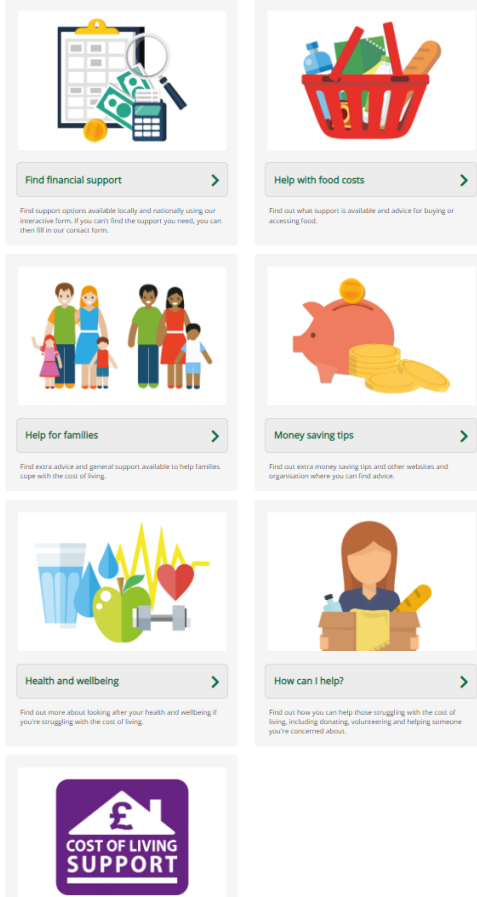 Find financial support
Find support options available locally and nationally using our
interactive form. If you can't find the support you need, you can
then fill in our contact form.
Help with food costs
Find out what support is available and advice for buying or
accessing food.
Help for families
Find extra advice and general support available to help families
cope with the cost of living.
Money saving tips
Find out extra money saving tips and other websites and
organisation where you can find advice.
Health and wellbeing
Find out more about looking after your health and wellbeing if
you're struggling with the cost of living.
How can I help?
Find out how you can help those struggling with the cost of
living, including donating, volunteering and helping someone
you're concerned about.
£
COST OF LIVING
SUPPORT